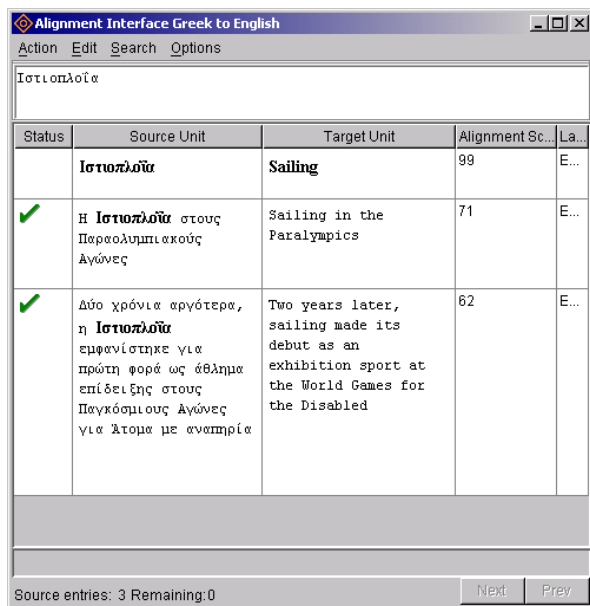 Alignment Interface Greek to English
Action Edit Search Options
Ιστιοπλοΐα
Status Source Unit Target Unit Alignment Sc... La...
Ιστιοπλοΐα Sailing 99 E...
Η Ιστιοπλοΐα στους Sailing in the 71 E...
Παραολυμπιακούς Paralympics
Αγώνες
Δύο χρόνια αργότερα, Two years later, 62 E...
η Ιστιοπλοΐα sailing made its
εμφανίστηκε για debut as an
πρώτη φορά ως άθλημα exhibition sport at
επίδειξης στους the World Games for
Παγκόσμιους Αγώνες the Disabled
για Άτομα με αναπηρία
Source entries: 3 Remaining:0 Next Prev